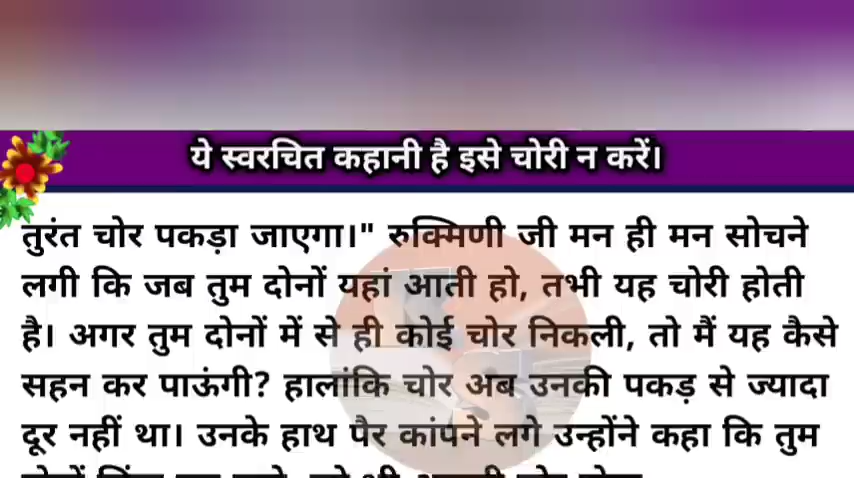 ये स्वरचित कहानी है इसे चोरी न करें।
तुरंत चोर पकड़ा जाएगा।" रुक्मिणी जी मन ही मन सोचने
लगी कि जब तुम दोनों यहां आती हो, तभी यह चोरी होती
है। अगर तुम दोनों में से ही कोई चोर निकली, तो मैं यह कैसे
सहन कर पाऊंगी? हालांकि चोर अब उनकी पकड़ से ज्यादा
दूर नहीं था। उनके हाथ पैर कांपने लगे उन्होंने कहा कि तुम